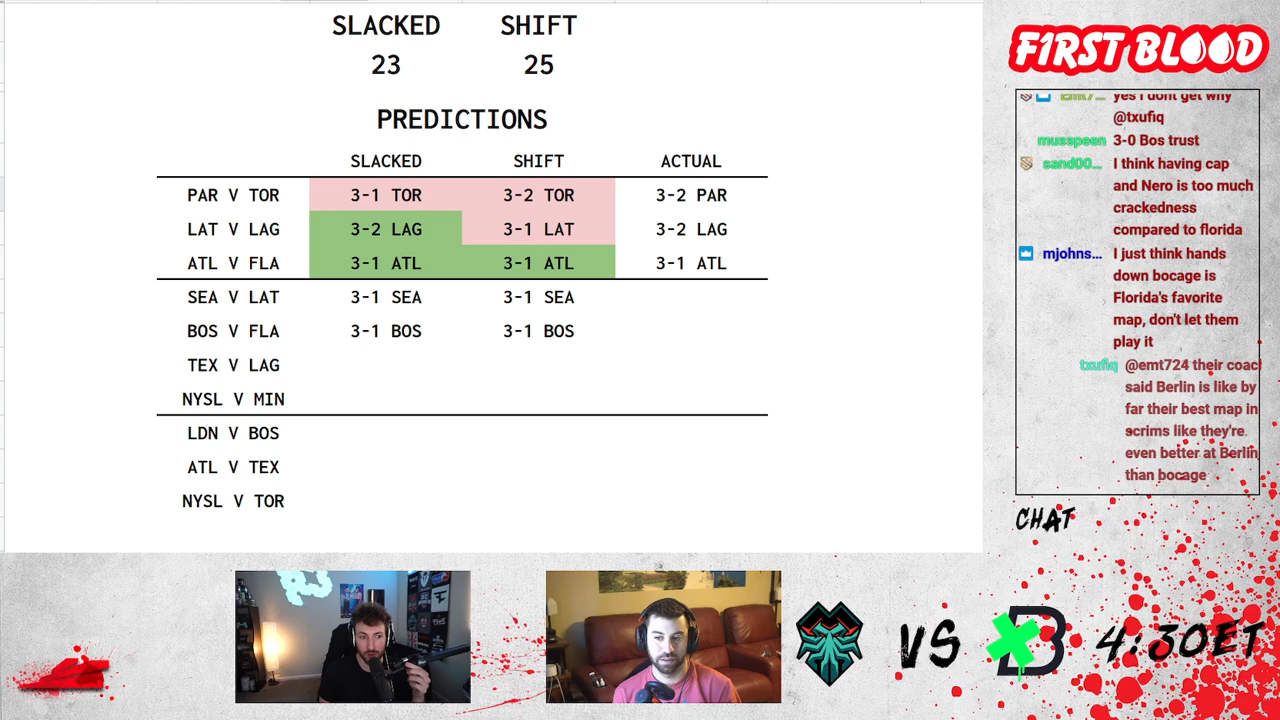 SLACKED SHIFT
23 25
PREDICTIONS
SLACKED SHIFT ACTUAL
PAR V TOR 3-1 TOR 3-2 TOR 3-2 PAR
LAT V LAG 3-2 LAG 3-1 LAT 3-2 LAG
ATL V FLA 3-1 ATL 3-1 ATL 3-1 ATL
SEA V LAT 3-1 SEA 3-1 SEA
BOS V FLA 3-1 BOS 3-1 BOS
TEX V LAG
NYSL V MIN
LDN V BOS
ATL V TEX
NYSL V TOR
F1RST BLOOD
yes I dont get why
@txufiq
musspeen 3-0 Bos trust
sand00... I think having cap
and Nero is too much
crackedness
compared to florida
mjohns... I just think hands
down bocage is
Florida's favorite
map, don't let them
play it
txufiq @emt724 their coac
said Berlin is like by
far their best map in
scrims like they're.
even better at Berlin
than bocage
CHAT
VS B 4:30ET